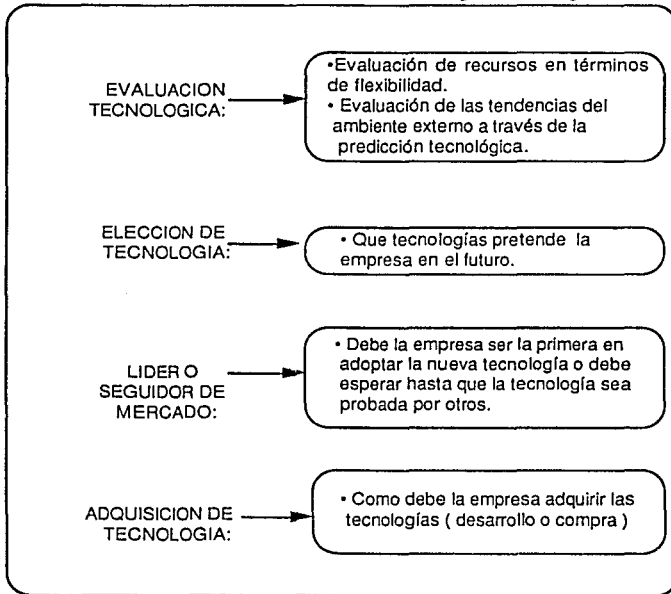 EVALUACION
TECNOLOGICA:
•Evaluación de recursos en términos
de flexibilidad.
• Evaluación de las tendencias del
ambiente externo a través de la
predicción tecnológica.
ELECCION DE
TECNOLOGIA:
• Que tecnologías pretende la
empresa en el futuro.
LIDER O
SEGUIDOR DE
MERCADO:
• Debe la empresa ser la primera en
adoptar la nueva tecnología o debe
esperar hasta que la tecnología sea
probada por otros.
ADQUISICION DE
TECNOLOGIA:
• Como debe la empresa adquirir las
tecnologías ( desarrollo o compra )